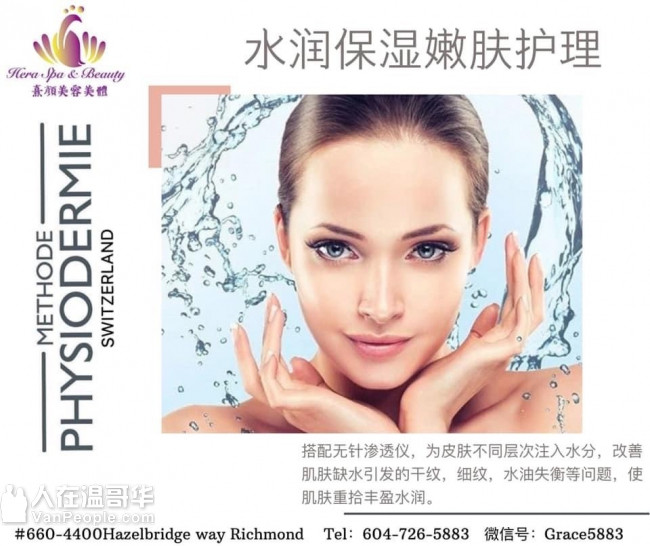 Hera Spa & Beauty
熹顏美容美體
水润保湿嫩肤护理
METHODE
PHYSIODERMIE
SWITZERLAND
搭配无针渗透仪，为皮肤不同层次注入水分，改善
肌肤缺水引发的干纹，细纹，水油失衡等问题，使
肌肤重拾丰盈水润。
人在温哥华
VanPeople.com
#660-4400Hazelbridge way Richmond Tel：604-726-5883 微信号：Grace5883